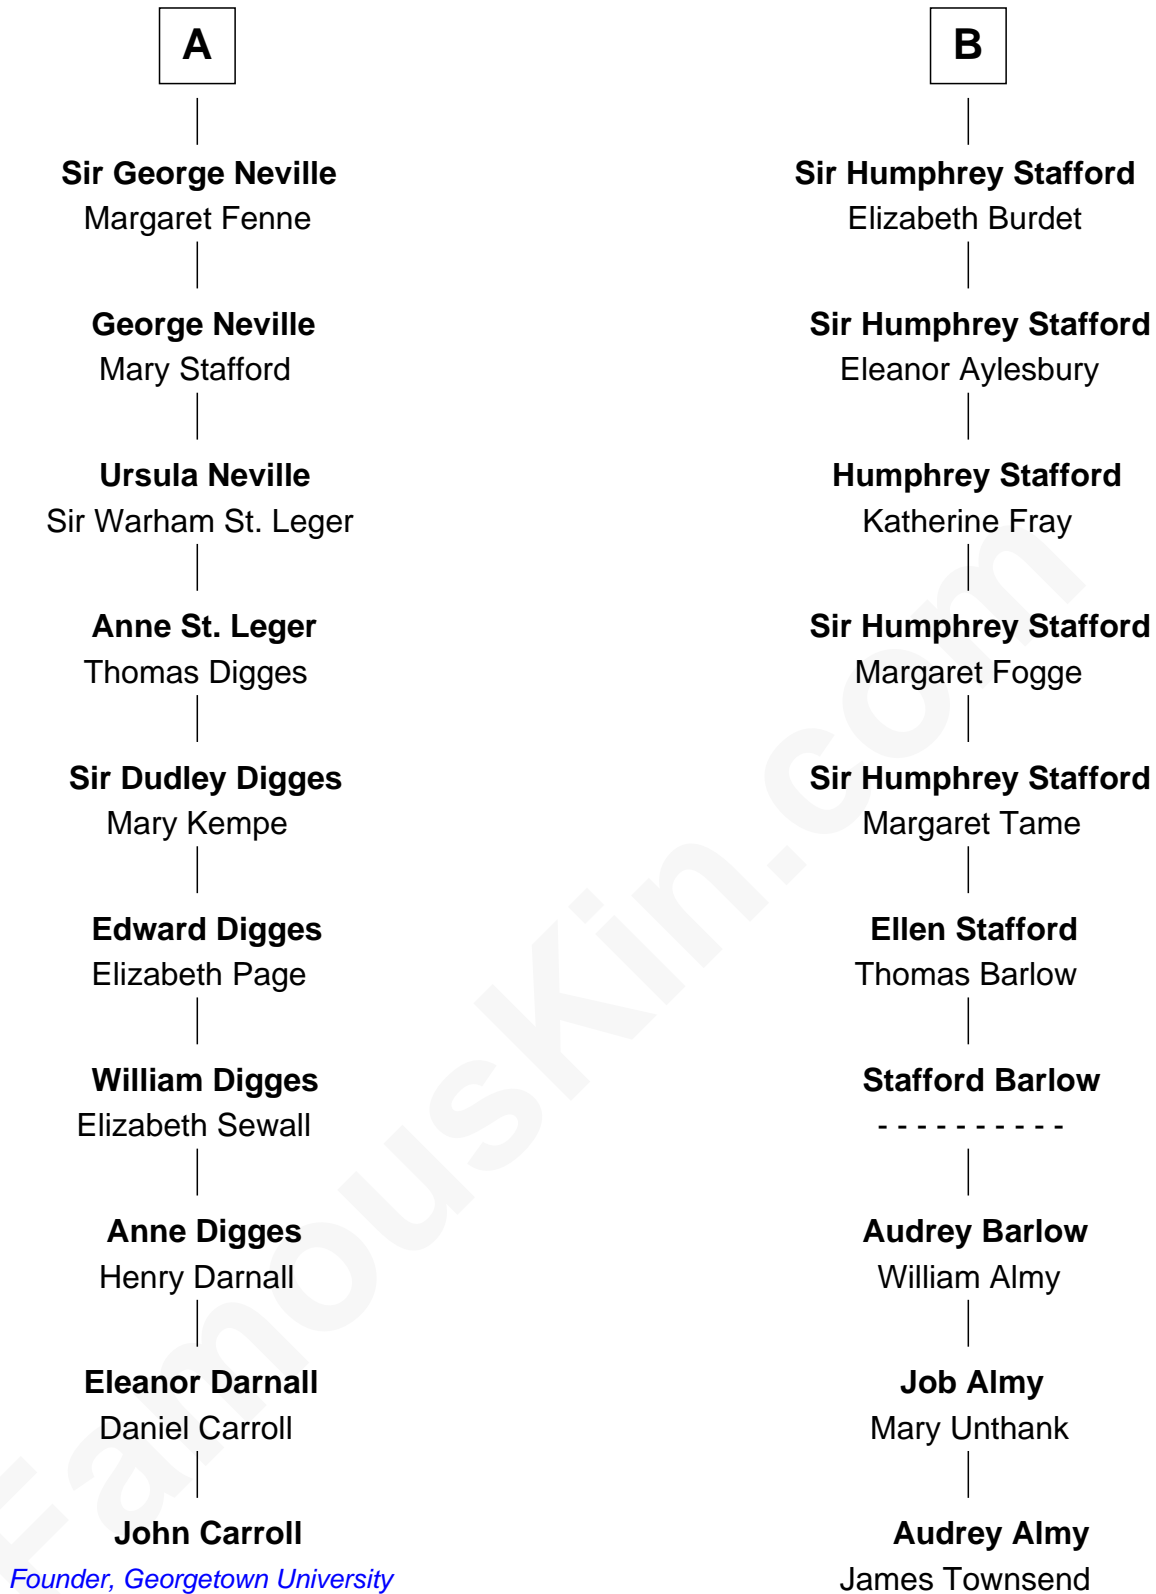 A
Sir George Neville
Margaret Fenne
George Neville
Mary Stafford
Ursula Neville
Sir Warham St. Leger
Anne St. Leger
Thomas Digges
Sir Dudley Digges
Mary Kempe
Edward Digges
Elizabeth Page
William Digges
Elizabeth Sewall
Anne Digges
Henry Darnall
Eleanor Darnall
Daniel Carroll
John Carroll
Founder, Georgetown University
B
Sir Humphrey Stafford
Elizabeth Burdet
Sir Humphrey Stafford
Eleanor Aylesbury
Humphrey Stafford
Katherine Fray
Sir Humphrey Stafford
Margaret Fogge
Sir Humphrey Stafford
Margaret Tame
Ellen Stafford
Thomas Barlow
Stafford Barlow
- - - - - - - - - -
Audrey Barlow
William Almy
Job Almy
Mary Unthank
Audrey Almy
James Townsend
FamousKin.com